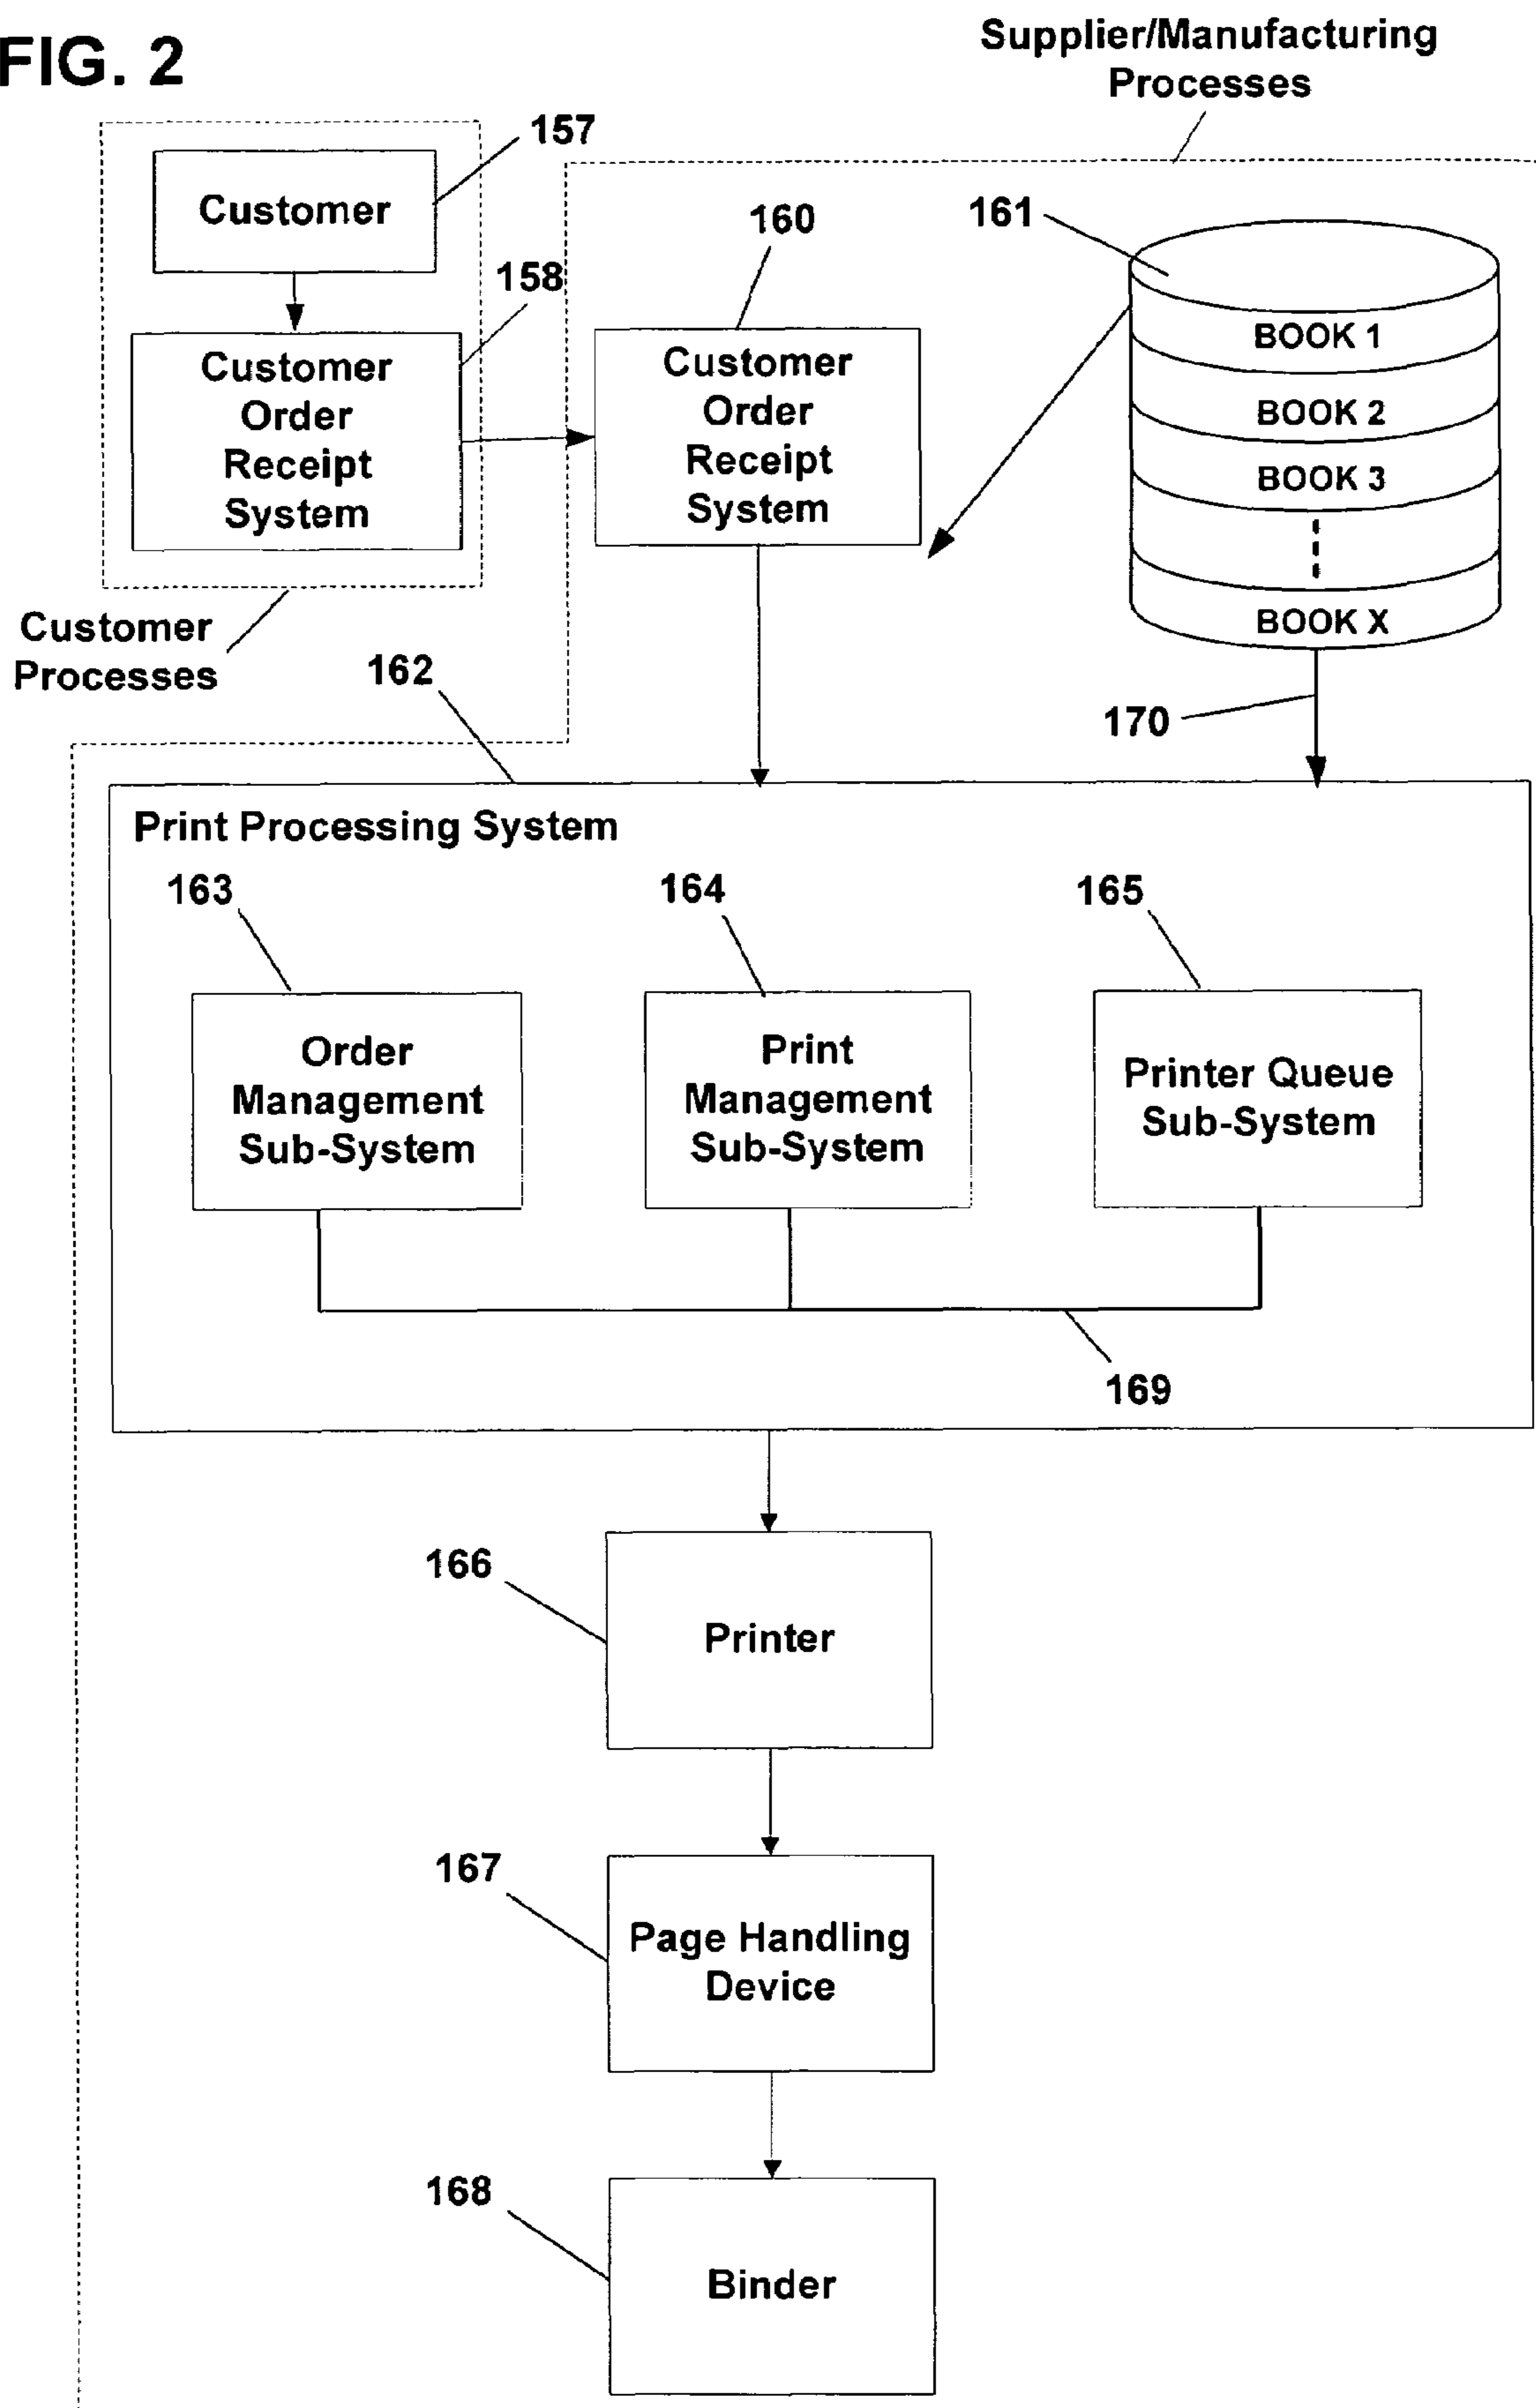 FIG. 2
Supplier/Manufacturing
Processes
157
Customer
158
Customer
Order
Receipt
System
Customer
Processes
160
Customer
Order
Receipt
System
161
BOOK 1
BOOK 2
BOOK 3
BOOK X
170
162
Print Processing System
163
Order
Management
Sub-System
164
Print
Management
Sub-System
165
Printer Queue
Sub-System
169
166
Printer
167
Page Handling
Device
168
Binder